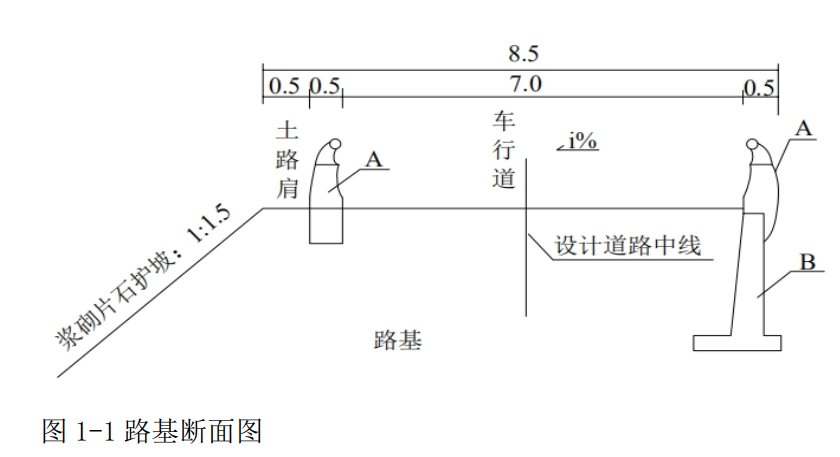 8.5
0.5 0.5 7.0 0.5
土路肩
A
车行道
i%
A
浆砌片石护坡：1:1.5
设计道路中线
B
路基
图 1-1 路基断面图